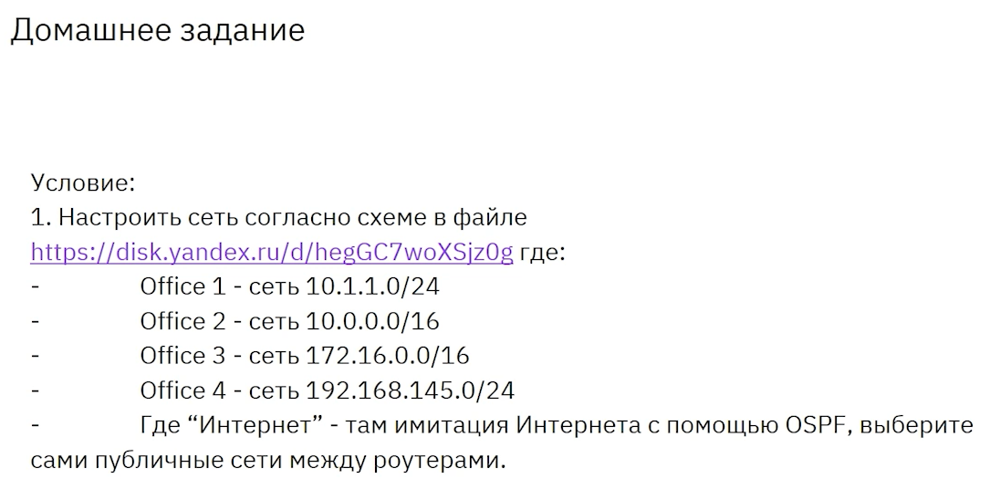 Домашнее задание
Условие:
1. Настроить сеть согласно схеме в файле
https://disk.yandex.ru/d/hegGC7woXSjz0g где:
- Office 1 - сеть 10.1.1.0/24
- Office 2 - сеть 10.0.0.0/16
- Office 3 - сеть 172.16.0.0/16
- Office 4 - сеть 192.168.145.0/24
- Где “Интернет” - там имитация Интернета с помощью OSPF, выберите
сами публичные сети между роутерами.